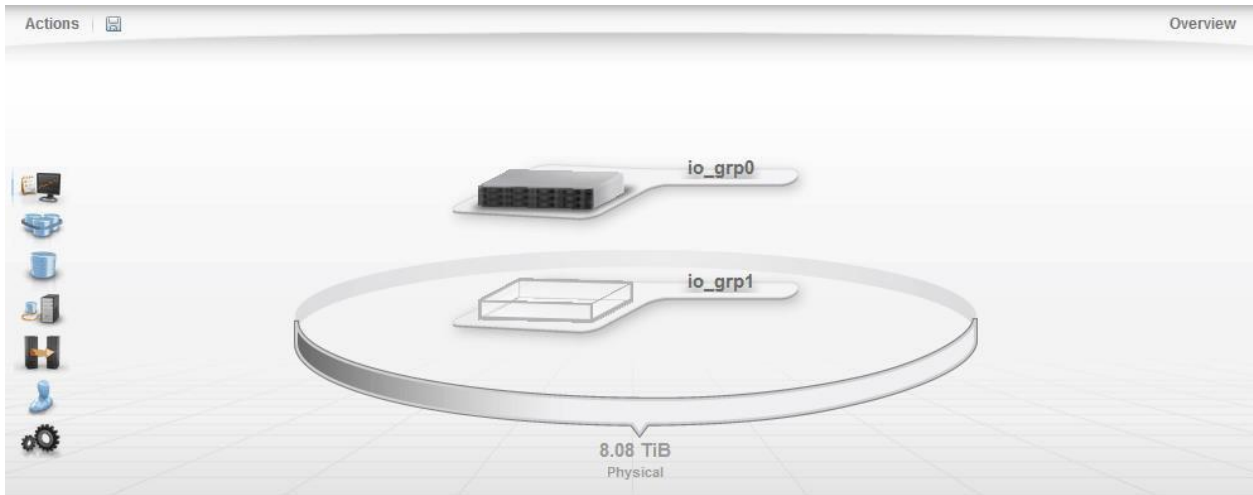 Actions
Overview
io_grp0
io_grp1
8.08 TiB
Physical